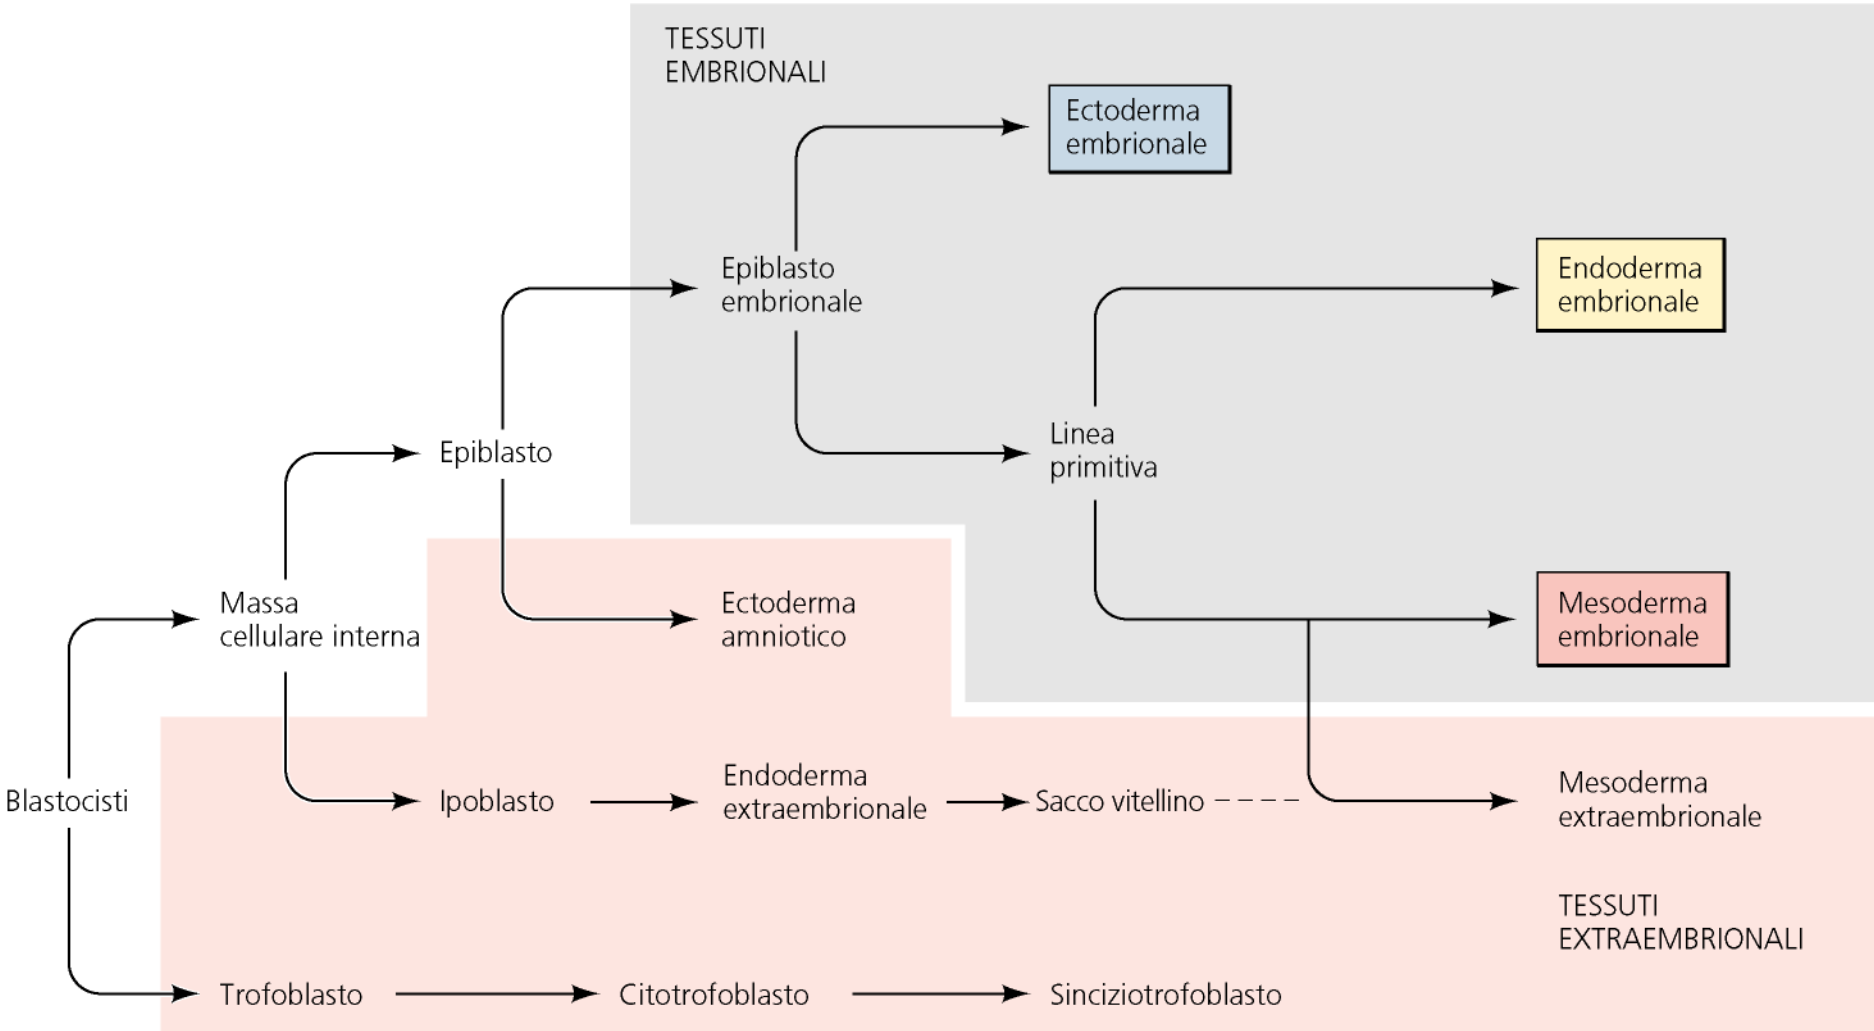 TESSUTI
EMBRIONALI
Ectoderma
embrionale
Epiblasto
embrionale
Endoderma
embrionale
Linea
primitiva
Epiblasto
Massa
cellulare interna
Ectoderma
amniotico
Mesoderma
embrionale
Blastocisti
Ipoblasto
Endoderma
extraembrionale
Sacco vitellino
Mesoderma
extraembrionale
TESSUTI
EXTRAEMBRIONALI
Trofoblasto
Citotrofoblasto
Sinciziotrofoblasto